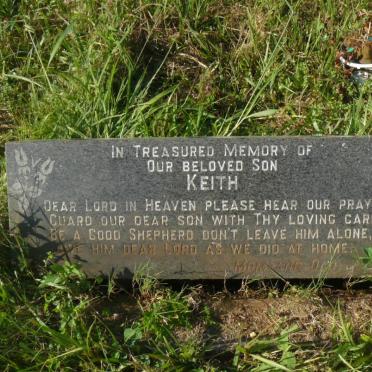 IN TREASURED MEMORY OF
OUR BELOVED SON
KEITH
DEAR LORD IN HEAVEN PLEASE HEAR OUR PRAY
GUARD OUR DEAR SON WITH THY LOVING CAR
BE A GOOD SHEPHERD DON'T LEAVE HIM ALONE,
HIM DEAR LORD AS WE DID AT HOME.